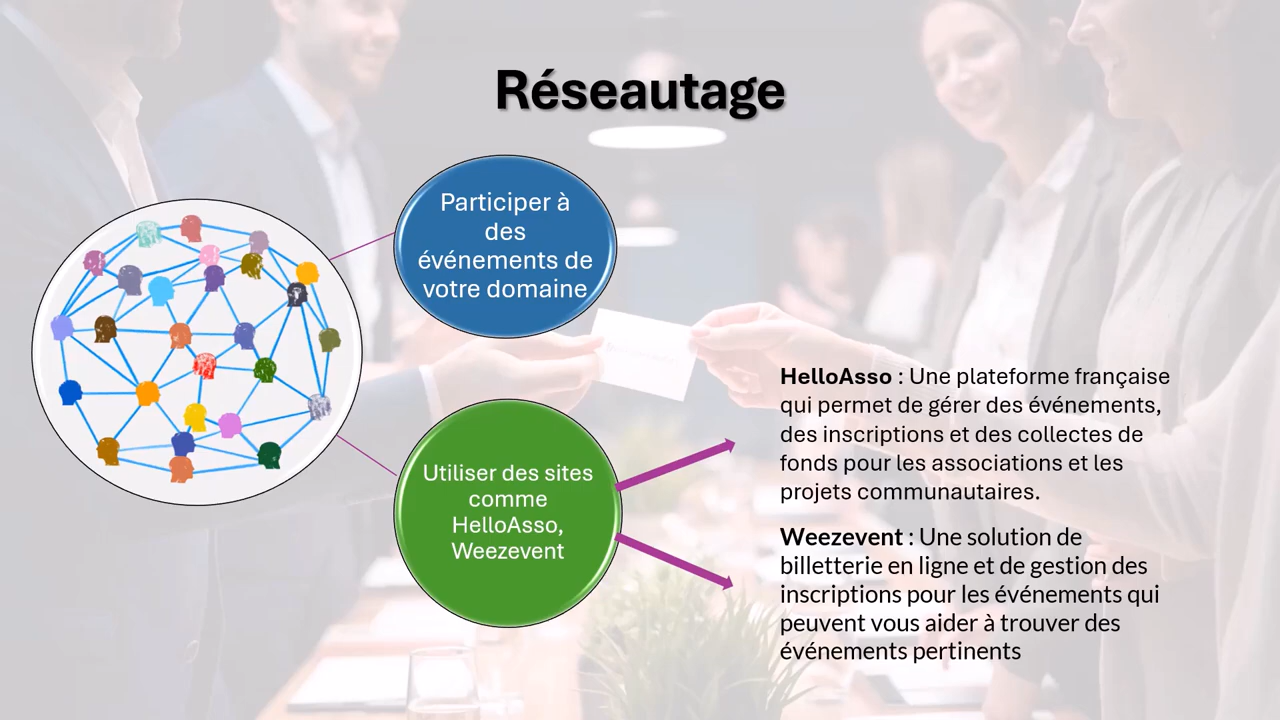 Réseautage
Participer à
des
événements de
votre domaine
Utiliser des sites
comme
HelloAsso,
Weezevent
HelloAsso : Une plateforme française
qui permet de gérer des événements,
des inscriptions et des collectes de
fonds pour les associations et les
projets communautaires.
Weezevent : Une solution de
billetterie en ligne et de gestion des
inscriptions pour les événements qui
peuvent vous aider à trouver des
événements pertinents